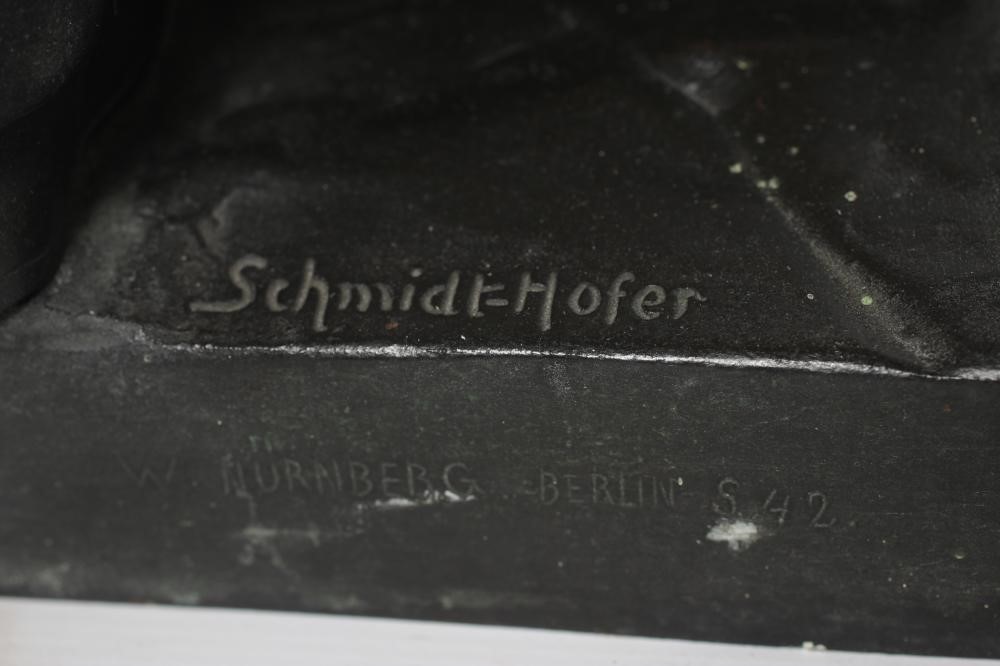 Schmidt=Hofer
W. NÜRNBERG - BERLIN - S. 42.